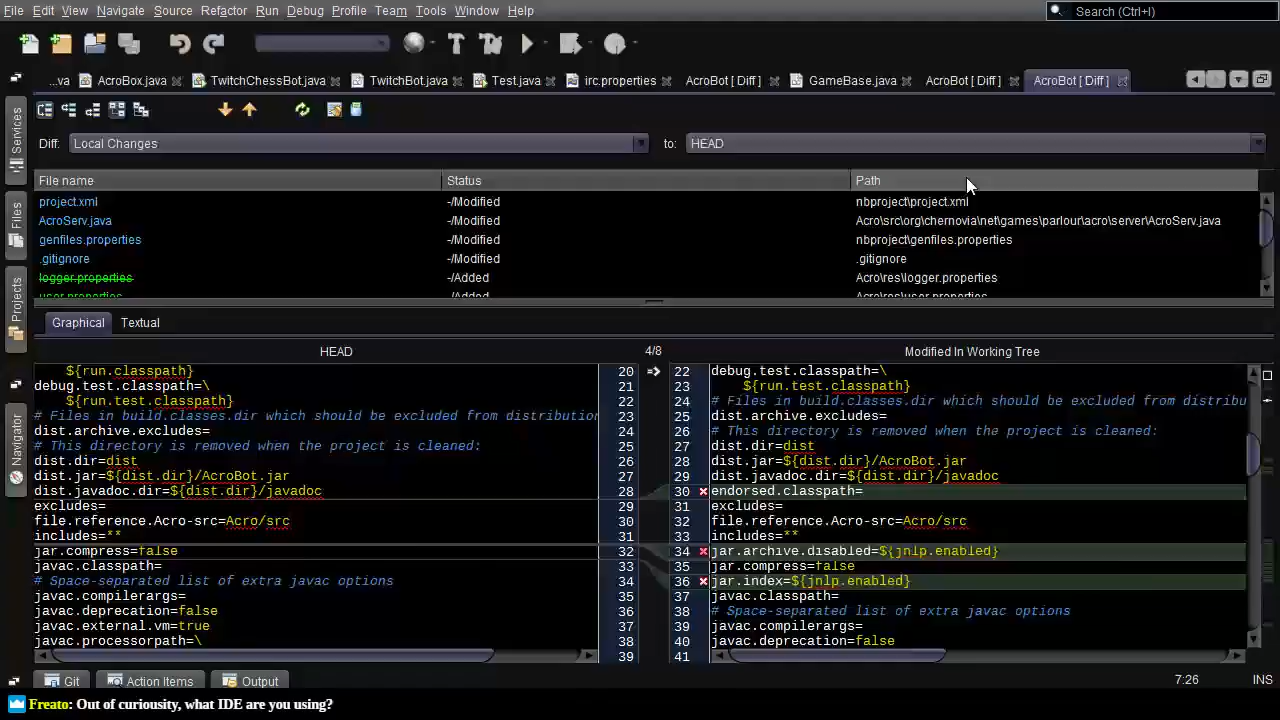 File Edit View Navigate Source Refactor Run Debug Profile Team Tools Window Help
Search (Ctrl+I)
...va AcroBox.java TwitchChessBot.java TwitchBot.java Test.java irc.properties AcroBot [ Diff ] GameBase.java AcroBot [ Diff ] AcroBot [ Diff ]
Services
Files
Projects
Navigator
Diff: Local Changes to: HEAD
File name Status Path
project.xml -/Modified nbproject\project.xml
AcroServ.java -/Modified Acro\src\org\chernovia\net\games\parlour\acro\server\AcroServ.java
genfiles.properties -/Modified nbproject\genfiles.properties
.gitignore -/Modified .gitignore
logger.properties -/Added Acro\res\logger.properties
user.properties -/Added Acro\res\user.properties
Graphical Textual
HEAD 4/8 Modified In Working Tree
${run.classpath} 20
debug.test.classpath=\ 21
${run.test.classpath} 22
# Files in build.classes.dir which should be excluded from distribution 23
dist.archive.excludes= 24
# This directory is removed when the project is cleaned: 25
dist.dir=dist 26
dist.jar=${dist.dir}/AcroBot.jar 27
dist.javadoc.dir=${dist.dir}/javadoc 28
excludes= 29
file.reference.Acro-src=Acro/src 30
includes=** 31
jar.compress=false 32
javac.classpath= 33
# Space-separated list of extra javac options 34
javac.compilerargs= 35
javac.deprecation=false 36
javac.external.vm=true 37
javac.processorpath=\ 38
39
22 debug.test.classpath=\
23 ${run.test.classpath}
24 # Files in build.classes.dir which should be excluded from distribu
25 dist.archive.excludes=
26 # This directory is removed when the project is cleaned:
27 dist.dir=dist
28 dist.jar=${dist.dir}/AcroBot.jar
29 dist.javadoc.dir=${dist.dir}/javadoc
30 endorsed.classpath=
31 excludes=
32 file.reference.Acro-src=Acro/src
33 includes=**
34 jar.archive.disabled=${jnlp.enabled}
35 jar.compress=false
36 jar.index=${jnlp.enabled}
37 javac.classpath=
38 # Space-separated list of extra javac options
39 javac.compilerargs=
40 javac.deprecation=false
41
Git Action Items Output
7:26 INS
Freato: Out of curiosity, what IDE are you using?